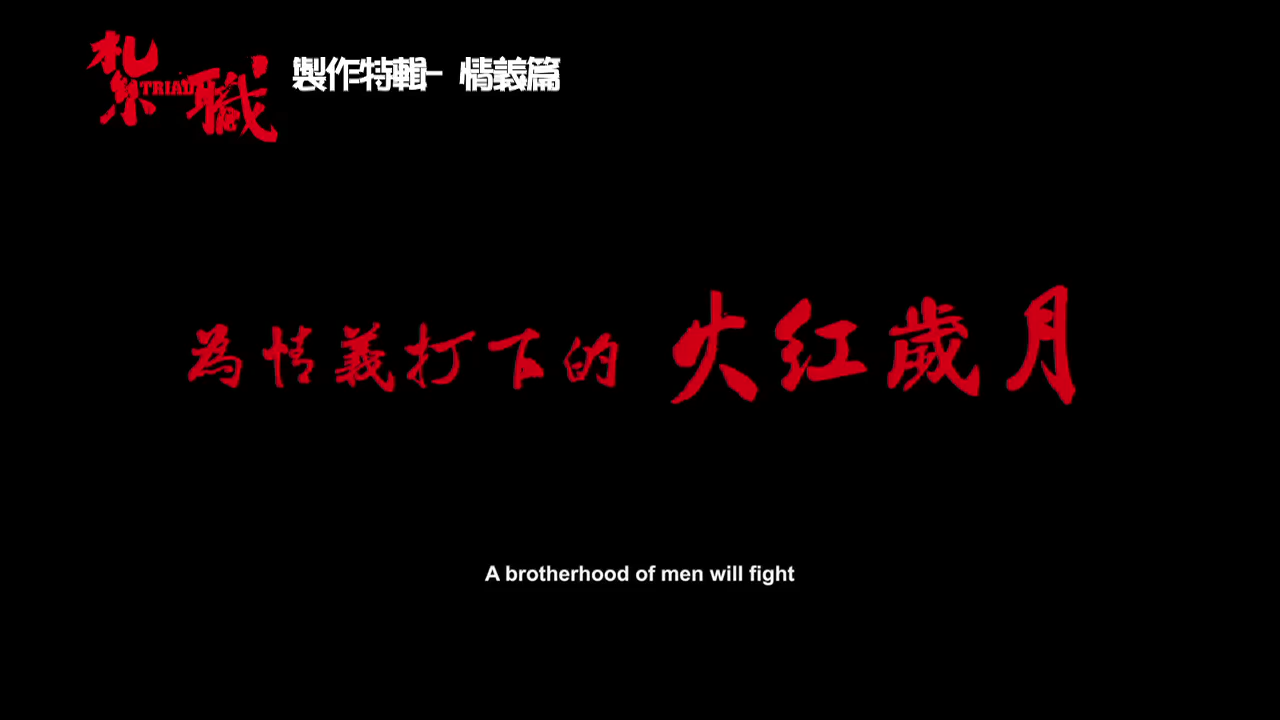 紮職
TRIAD
製作特輯- 情義篇
為情義打下的 火红歲月
A brotherhood of men will fight